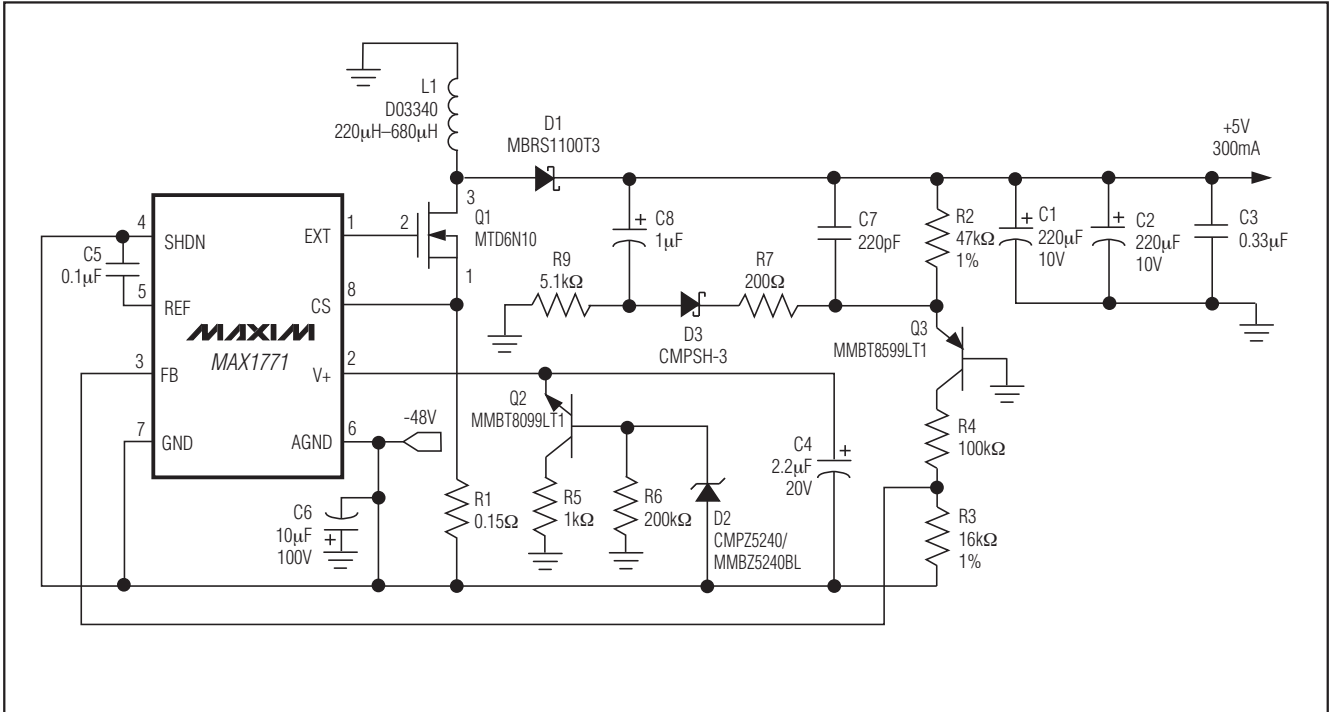 L1
D03340
220µH–680µH
D1
MBRS1100T3
+5V
300mA
3
2
Q1
MTD6N10
1
4
SHDN
EXT
1
C5
0.1µF
5
REF
CS
8
MAXIM
MAX1771
3
FB
V+
2
7
GND
AGND
6
-48V
C8
1µF
C7
220pF
R2
47kΩ
1%
C1
220µF
10V
C2
220µF
10V
C3
0.33µF
R9
5.1kΩ
R7
200Ω
D3
CMPSH-3
Q3
MMBT8599LT1
Q2
MMBT8099LT1
R4
100kΩ
C4
2.2µF
20V
C6
10µF
100V
R1
0.15Ω
R5
1kΩ
R6
200kΩ
D2
CMPZ5240/
MMBZ5240BL
R3
16kΩ
1%
+
+
+
+
+